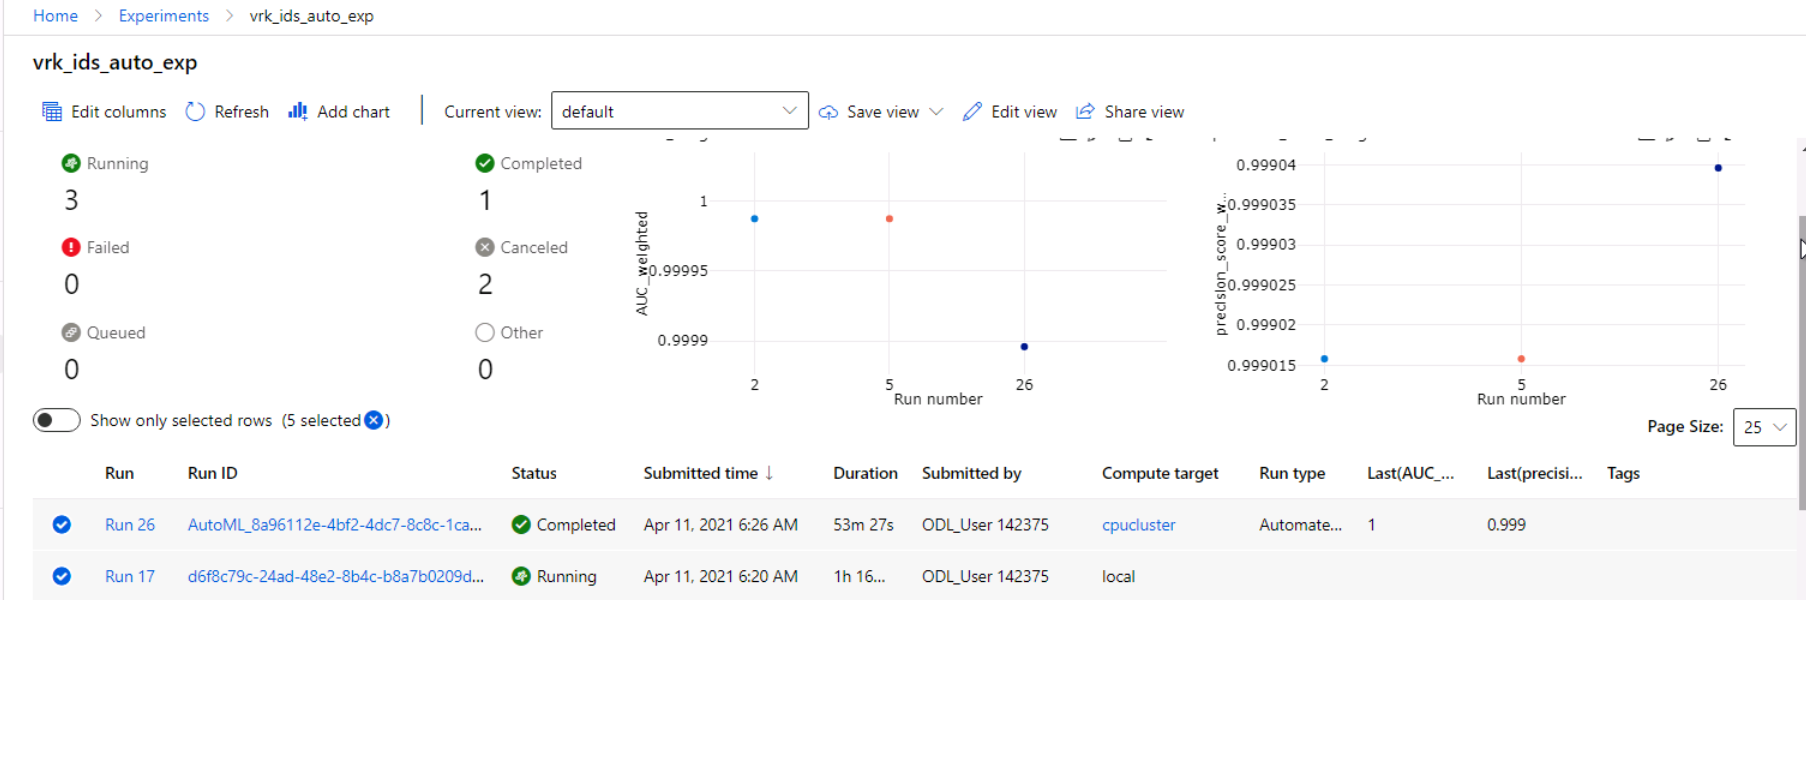 Home > Experiments > vrk_ids_auto_exp
vrk_ids_auto_exp
Edit columns Refresh Add chart Current view: default Save view Edit view Share view
Running
3
Completed
1
Failed
0
Canceled
2
Queued
0
Other
0
AUC_weighted
1
0.99995
0.9999
2 5 26
Run number
precision_score_w...
0.99904
0.999035
0.99903
0.999025
0.99902
0.999015
2 5 26
Run number
Show only selected rows (5 selected )
Page Size: 25
Run Run ID Status Submitted time ↓ Duration Submitted by Compute target Run type Last(AUC_... Last(precisi... Tags
Run 26 AutoML_8a96112e-4bf2-4dc7-8c8c-1ca... Completed Apr 11, 2021 6:26 AM 53m 27s ODL_User 142375 cpucluster Automate... 1 0.999
Run 17 d6f8c79c-24ad-48e2-8b4c-b8a7b0209d... Running Apr 11, 2021 6:20 AM 1h 16... ODL_User 142375 local